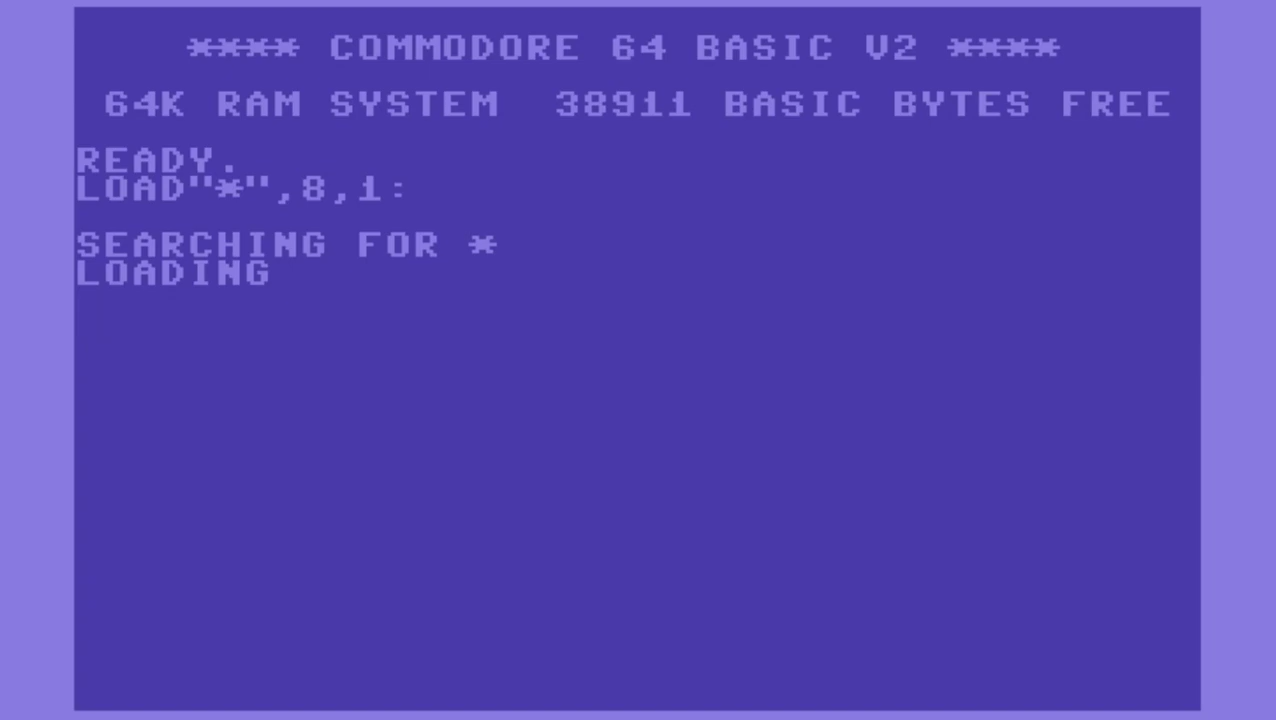 **** COMMODORE 64 BASIC V2 ****
64K RAM SYSTEM  38911 BASIC BYTES FREE
READY.
LOAD"*",8,1:
SEARCHING FOR *
LOADING